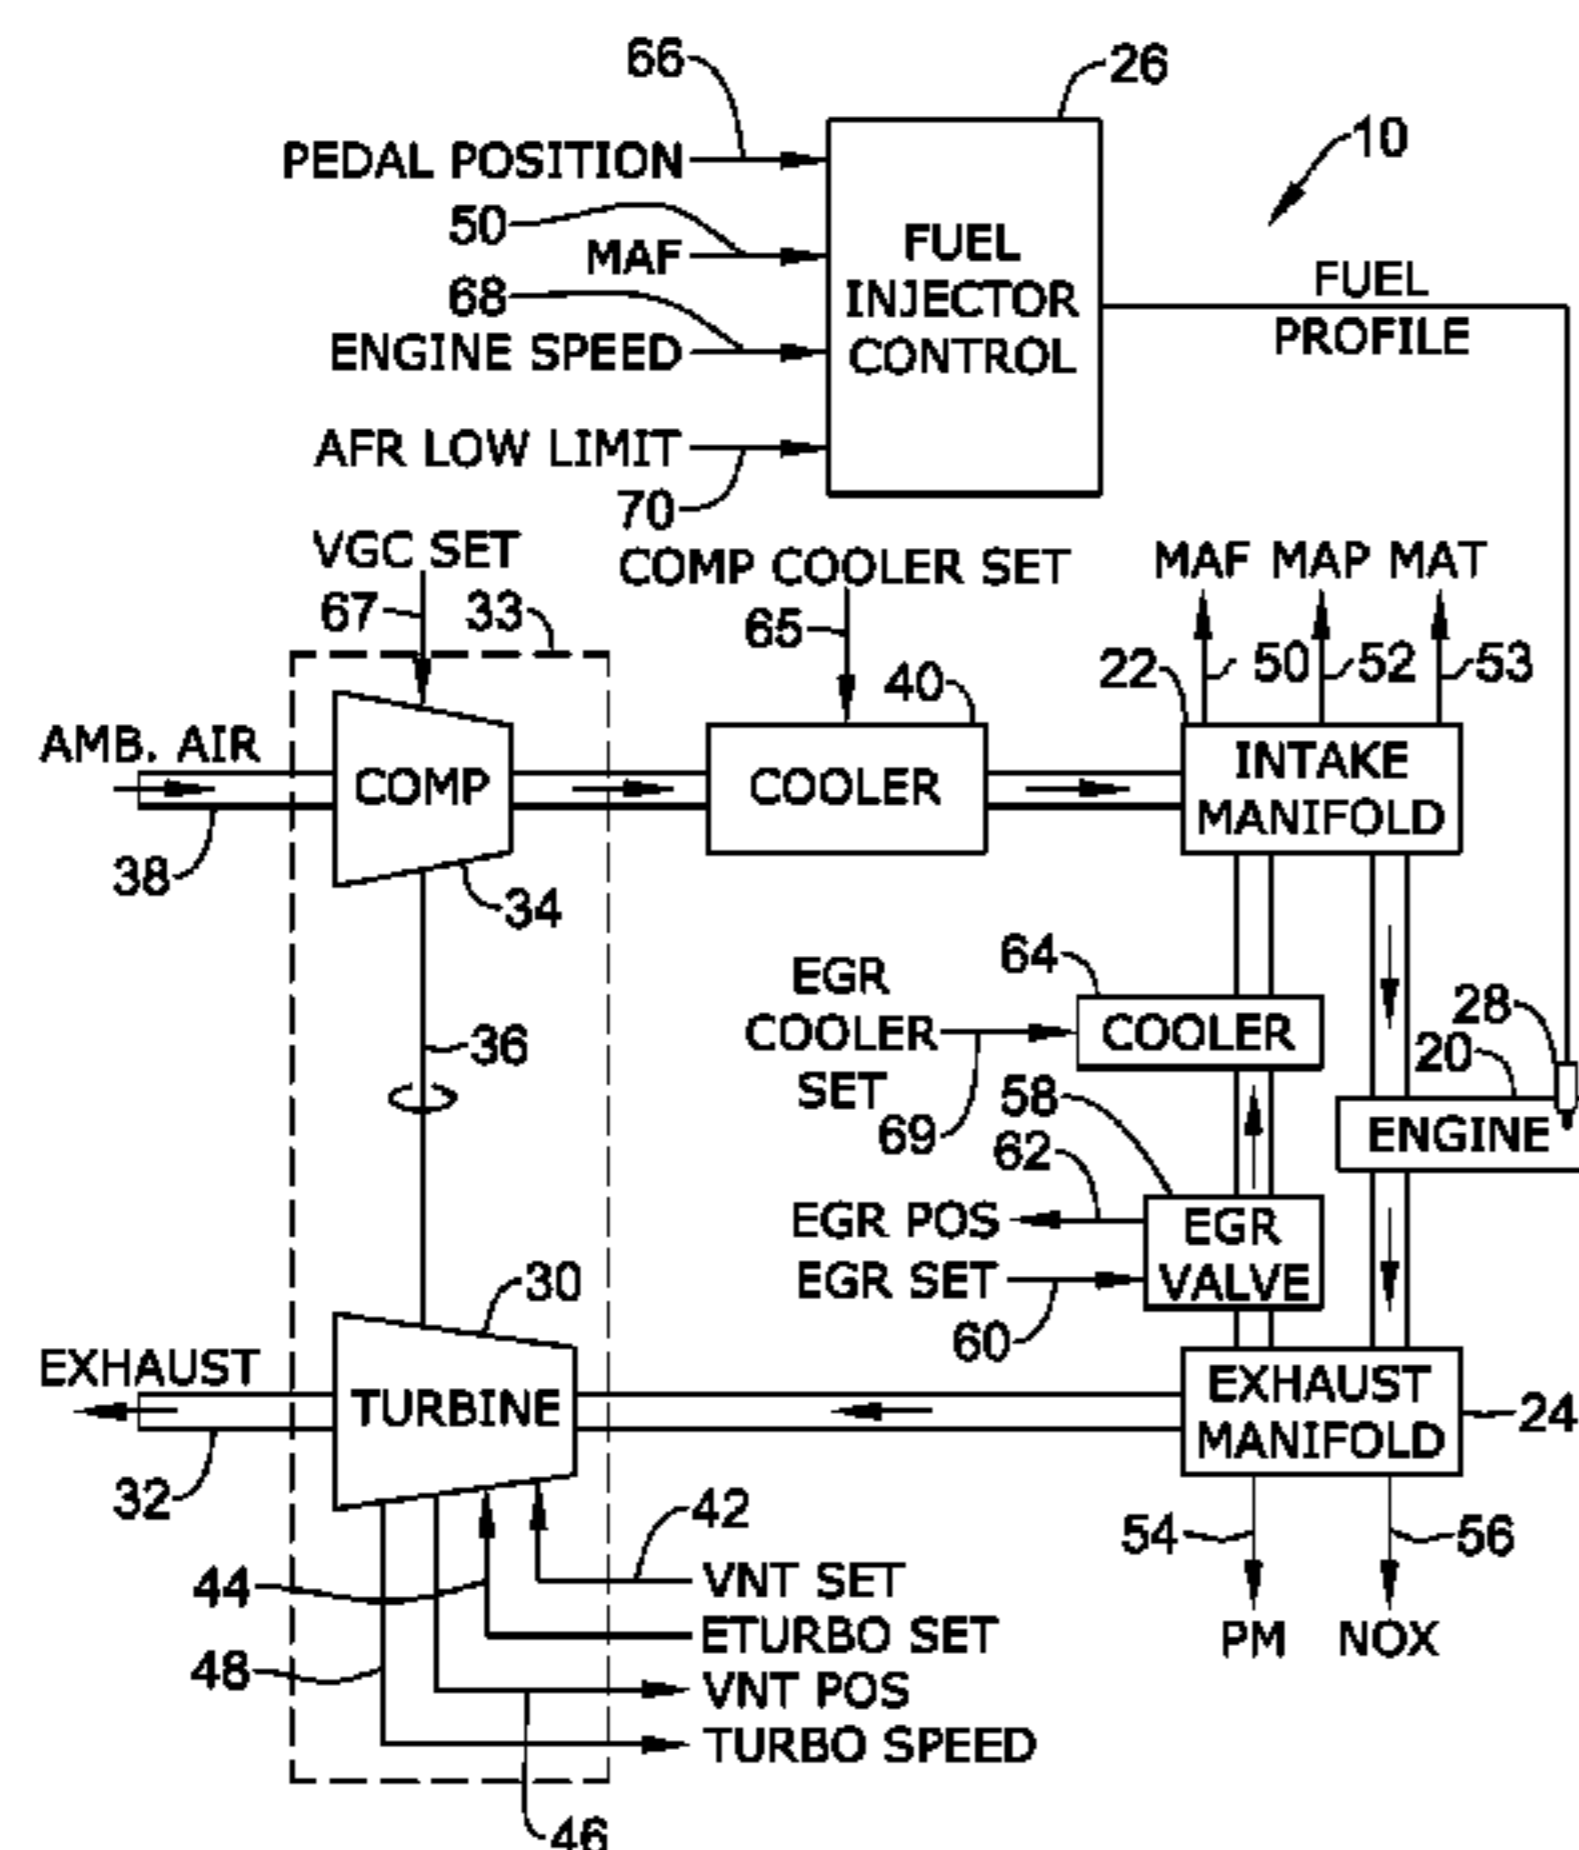 66
26
10
PEDAL POSITION
50
MAF
68
ENGINE SPEED
AFR LOW LIMIT
70
FUEL
INJECTOR
CONTROL
FUEL
PROFILE
VGC SET
67
33
COMP COOLER SET
65
40
MAF MAP MAT
22
50
52
53
AMB. AIR
COMP
COOLER
INTAKE
MANIFOLD
38
34
36
EGR
COOLER
SET
69
64
COOLER
28
20
ENGINE
58
62
EGR POS
EGR SET
60
EGR
VALVE
30
EXHAUST
TURBINE
32
EXHAUST
MANIFOLD
24
42
44
48
VNT SET
ETURBO SET
VNT POS
TURBO SPEED
46
54
56
PM
NOX